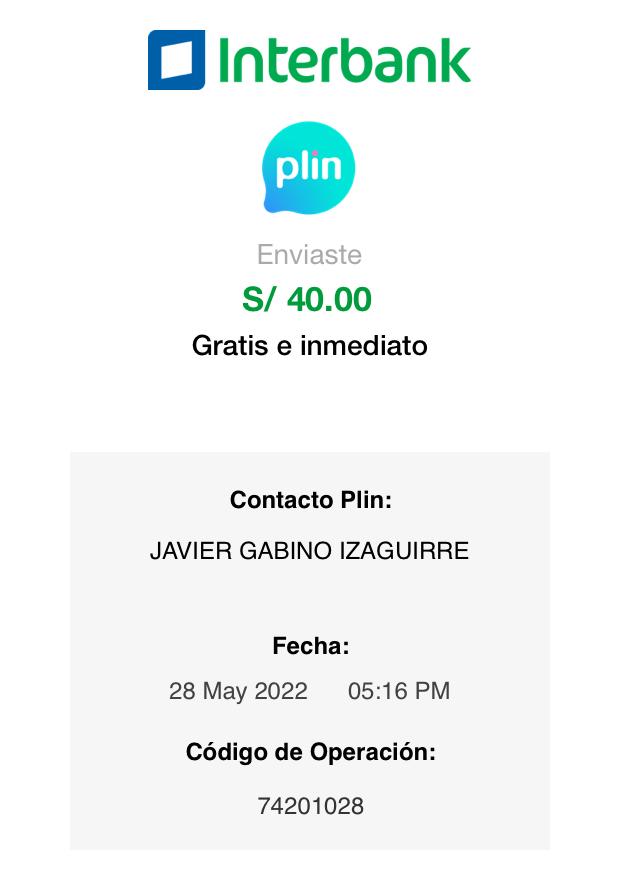 Interbank
plin
Enviaste
S/ 40.00
Gratis e inmediato
Contacto Plin:
JAVIER GABINO IZAGUIRRE
Fecha:
28 May 2022 05:16 PM
Código de Operación:
74201028